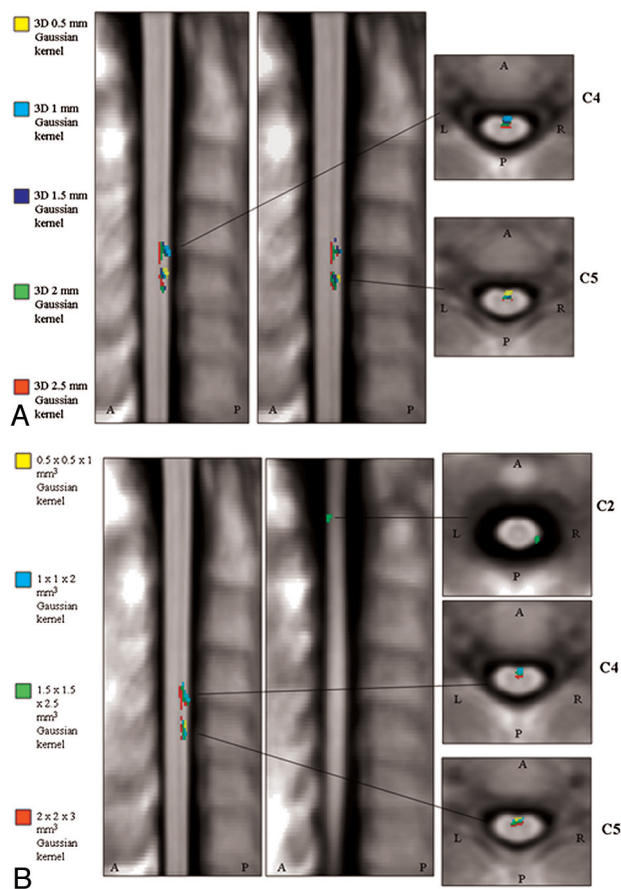 3D 0.5 mm
Gaussian
kernel
3D 1 mm
Gaussian
kernel
3D 1.5 mm
Gaussian
kernel
3D 2 mm
Gaussian
kernel
3D 2.5 mm
Gaussian
kernel
A
A
P
A
P
A
L
R
P
C4
A
L
R
P
C5
0.5 x 0.5 x 1
mm3
Gaussian
kernel
1 x 1 x 2
mm3
Gaussian
kernel
1.5 x 1.5
x 2.5
mm3
Gaussian
kernel
2 x 2 x 3
mm3
Gaussian
kernel
B
A
P
A
P
A
L
R
P
C2
A
L
R
P
C4
A
L
R
P
C5